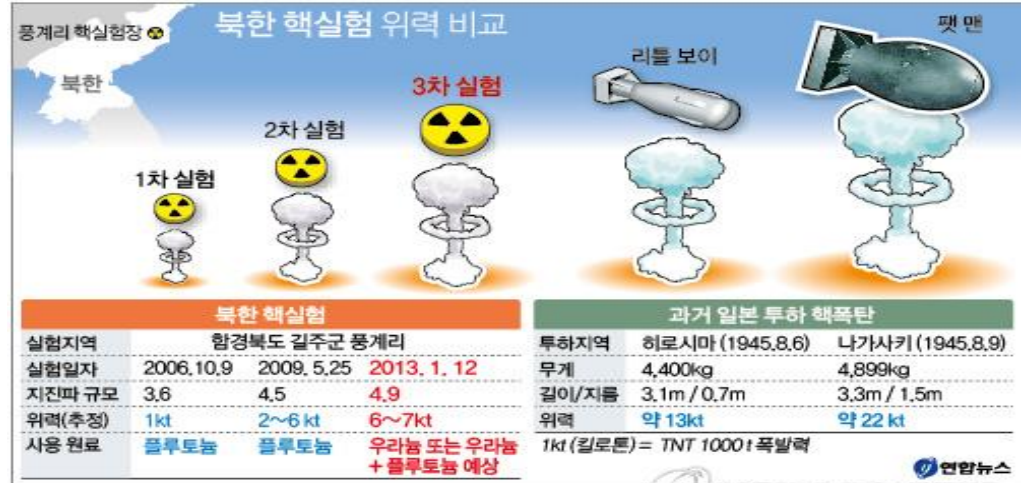 북한 핵실험 위력 비교
풍계리 핵실험장
북한
1차 실험
2차 실험
3차 실험
리틀 보이
팻 맨
북한 핵실험
실험지역 함경북도 길주군 풍계리
실험일자 2006.10.9 2009. 5.25 2013. 1. 12
지진파 규모 3.6 4.5 4.9
위력(추정) 1kt 2~6 kt 6~7kt
사용 원료 플루토늄 플루토늄 우라늄 또는 우라늄
+ 플루토늄 예상
과거 일본 투하 핵폭탄
투하지역 히로시마 (1945.8.6) 나가사키 (1945.8.9)
무게 4,400kg 4,899kg
길이/지름 3.1m / 0.7m 3.3m / 1.5m
위력 약 13kt 약 22 kt
1kt (킬로톤) = TNT 1000 t 폭발력
연합뉴스